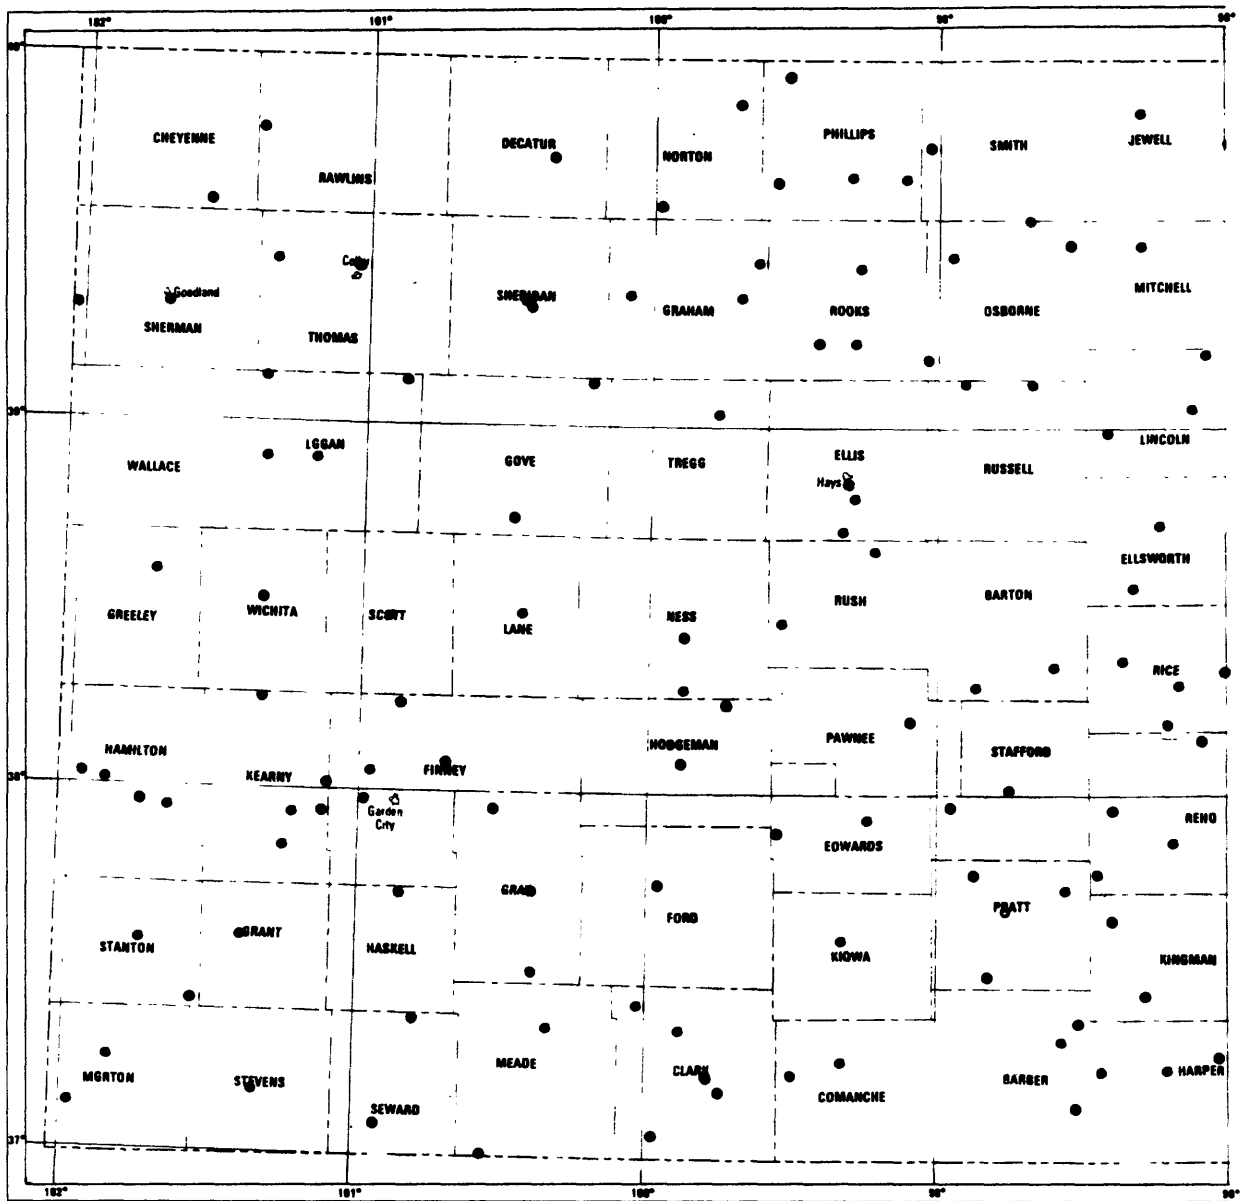 102° 101° 100° 99° 98°
40°
CHEYENNE DECATUR NORTON PHILLIPS SMITH JEWELL
RAWLINS
Colby
Goodland SHERIDAN GRAHAM ROOKS OSBORNE MITCHELL
SHERMAN THOMAS
39°
WALLACE LOGAN GOVE TREGO ELLIS RUSSELL LINCOLN
Hays
ELLSWORTH
GREELEY WICHITA SCOTT LANE NESS RUSH BARTON
RICE
HAMILTON KEARNY FINNEY HODGEMAN PAWNEE STAFFORD
38°
Garden
City
EDWARDS RENO
GRAY FORD PRATT
STANTON GRANT HASKELL KIOWA KINGMAN
MORTON STEVENS MEADE CLARK COMANCHE BARBER HARPER
SEWARD
37°
102° 101° 100° 99° 98°